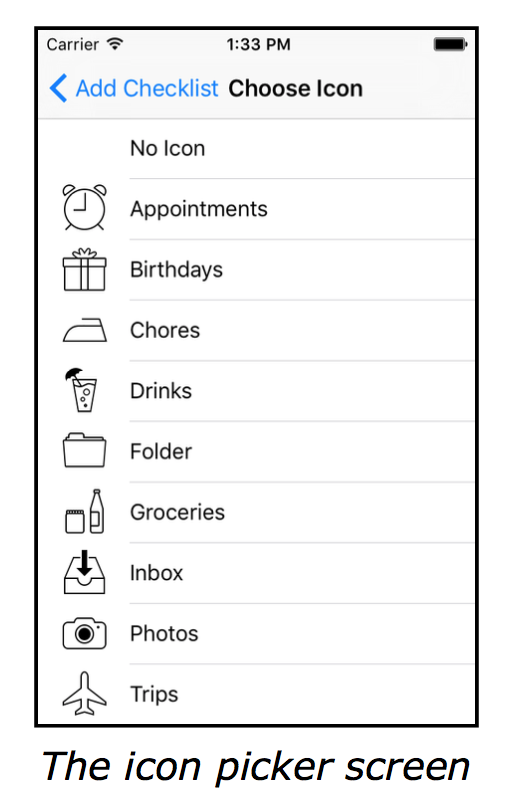 Carrier 1:33 PM
Add Checklist Choose Icon
No Icon
Appointments
Birthdays
Chores
Drinks
Folder
Groceries
Inbox
Photos
Trips
The icon picker screen